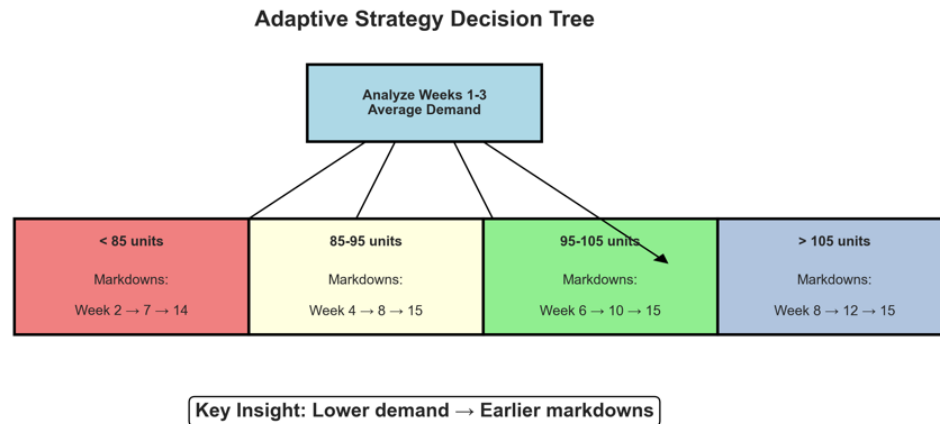 Adaptive Strategy Decision Tree
Analyze Weeks 1-3
Average Demand
< 85 units
Markdowns:
Week 2 → 7 → 14
85-95 units
Markdowns:
Week 4 → 8 → 15
95-105 units
Markdowns:
Week 6 → 10 → 15
> 105 units
Markdowns:
Week 8 → 12 → 15
Key Insight: Lower demand → Earlier markdowns